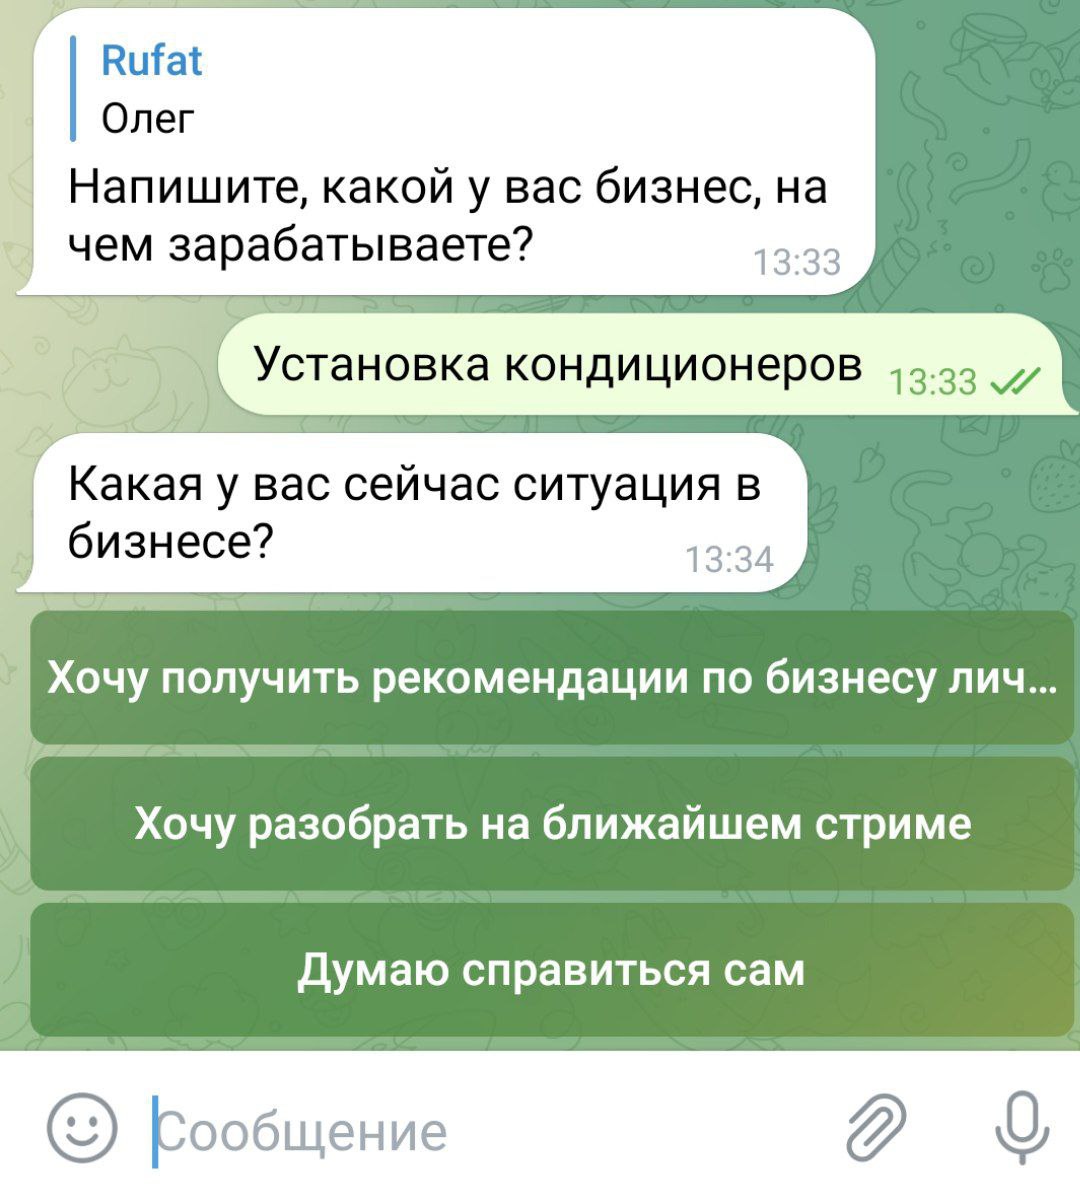 Rufat
Олег
Напишите, какой у вас бизнес, на
чем зарабатываете?
13:33
Установка кондиционеров
13:33
Какая у вас сейчас ситуация в
бизнесе?
13:34
Хочу получить рекомендации по бизнесу лич...
Хочу разобрать на ближайшем стриме
Думаю справиться сам
Сообщение